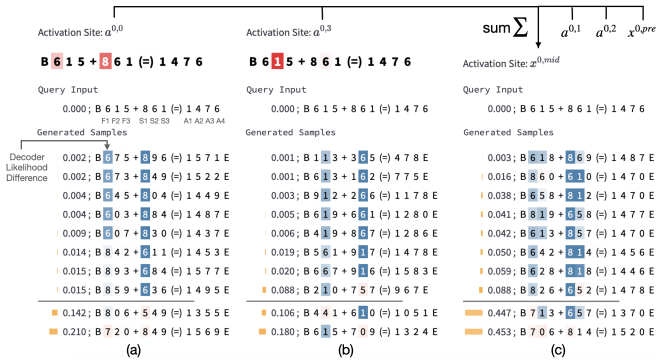 sum∑ a^{0,1} a^{0,2} x^{0,pre}
Activation Site: a^{0,0}
B 6 1 5 + 8 6 1 (=) 1 4 7 6
Query Input
0.000; B 6 1 5 + 8 6 1 (=) 1 4 7 6
F1 F2 F3 S1 S2 S3 A1 A2 A3 A4
Generated Samples
Decoder
Likelihood
Difference
0.002; B 6 7 5 + 8 9 6 (=) 1 5 7 1 E
0.002; B 6 7 3 + 8 4 9 (=) 1 5 2 2 E
0.004; B 6 4 5 + 8 0 4 (=) 1 4 4 9 E
0.004; B 6 0 3 + 8 8 4 (=) 1 4 8 7 E
0.009; B 6 0 7 + 8 3 0 (=) 1 4 3 7 E
0.014; B 8 4 2 + 6 1 1 (=) 1 4 5 3 E
0.015; B 8 9 3 + 6 8 4 (=) 1 5 7 7 E
0.015; B 8 5 9 + 6 3 6 (=) 1 4 9 5 E
0.142; B 8 0 6 + 5 4 9 (=) 1 3 5 5 E
0.210; B 7 2 0 + 8 4 9 (=) 1 5 6 9 E
(a)
Activation Site: a^{0,3}
B 6 1 5 + 8 6 1 (=) 1 4 7 6
Query Input
0.000; B 6 1 5 + 8 6 1 (=) 1 4 7 6
Generated Samples
0.001; B 1 1 3 + 3 6 5 (=) 4 7 8 E
0.001; B 6 1 3 + 1 6 2 (=) 7 7 5 E
0.003; B 9 1 2 + 2 6 6 (=) 1 1 7 8 E
0.005; B 6 1 9 + 6 6 1 (=) 1 2 8 0 E
0.006; B 4 1 9 + 8 6 7 (=) 1 2 8 6 E
0.019; B 5 6 1 + 9 1 7 (=) 1 4 7 8 E
0.020; B 6 6 7 + 9 1 6 (=) 1 5 8 3 E
0.088; B 2 1 0 + 7 5 7 (=) 9 6 7 E
0.106; B 4 4 1 + 6 1 0 (=) 1 0 5 1 E
0.180; B 6 1 5 + 7 0 9 (=) 1 3 2 4 E
(b)
Activation Site: x^{0,mid}
Query Input
0.000; B 6 1 5 + 8 6 1 (=) 1 4 7 6
Generated Samples
0.003; B 6 1 8 + 8 6 9 (=) 1 4 8 7 E
0.016; B 8 6 0 + 6 1 0 (=) 1 4 7 0 E
0.038; B 6 5 8 + 8 1 2 (=) 1 4 7 0 E
0.041; B 8 1 9 + 6 5 8 (=) 1 4 7 7 E
0.042; B 6 1 3 + 8 5 7 (=) 1 4 7 0 E
0.050; B 6 4 2 + 8 1 4 (=) 1 4 5 6 E
0.059; B 6 2 8 + 8 1 8 (=) 1 4 4 6 E
0.088; B 8 2 6 + 6 5 2 (=) 1 4 7 8 E
0.447; B 7 1 3 + 6 5 7 (=) 1 3 7 0 E
0.453; B 7 0 6 + 8 1 4 (=) 1 5 2 0 E
(c)